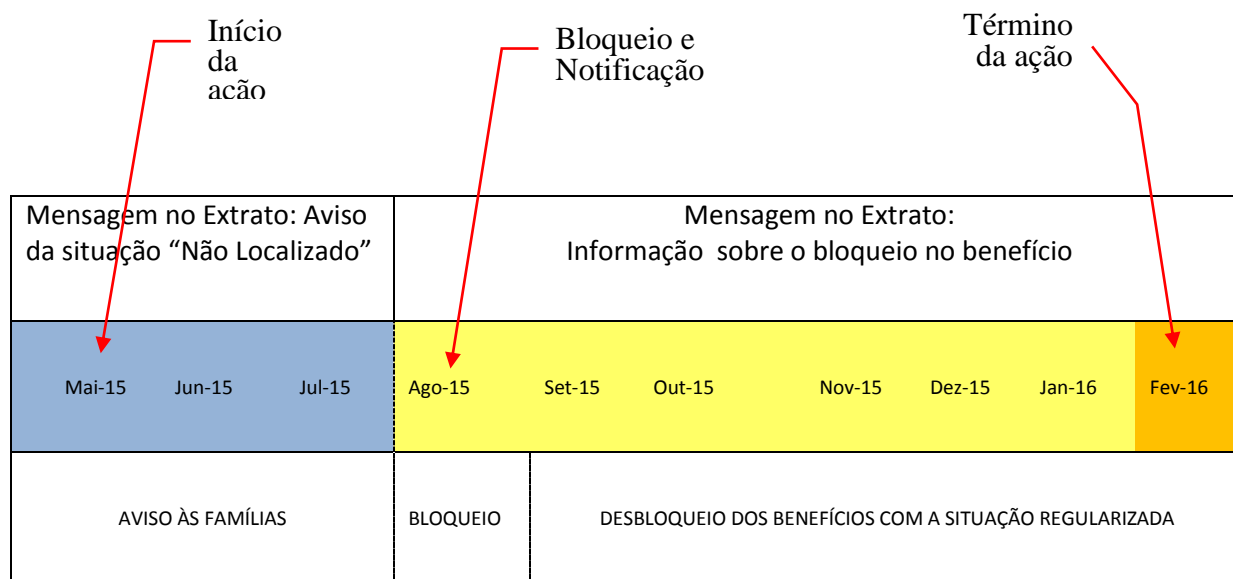 Início
da
ação
Bloqueio e
Notificação
Término
da ação
Mensagem no Extrato: Aviso
da situação “Não Localizado”
Mensagem no Extrato:
Informação sobre o bloqueio no benefício
Mai-15 Jun-15 Jul-15 Ago-15 Set-15 Out-15 Nov-15 Dez-15 Jan-16 Fev-16
AVISO ÀS FAMÍLIAS
BLOQUEIO
DESBLOQUEIO DOS BENEFÍCIOS COM A SITUAÇÃO REGULARIZADA